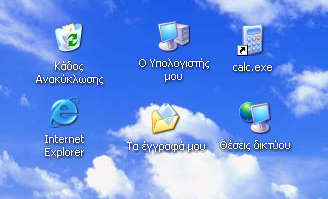 Κάδος
Ανακύκλωσης
Ο Υπολογιστής
μου
calc.exe
Internet
Explorer
Τα έγγραφά μου
Θέσεις δικτύου